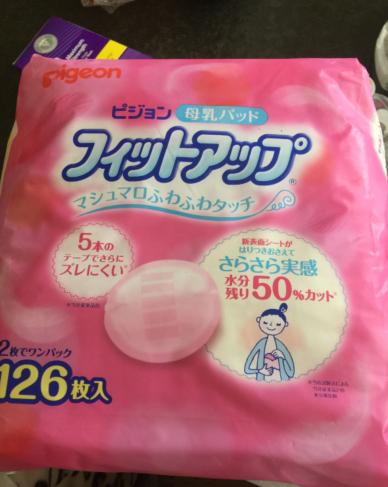 pigeon
ピジョン 母乳パッド
フィットアップ®
マシュマロふわふわタッチ
5本の
テープでさらに
ズレにくい
新表面シートが
はりつきおさえて
さらさら実感
水分
残り50%カット
2枚でワンパック
126枚入